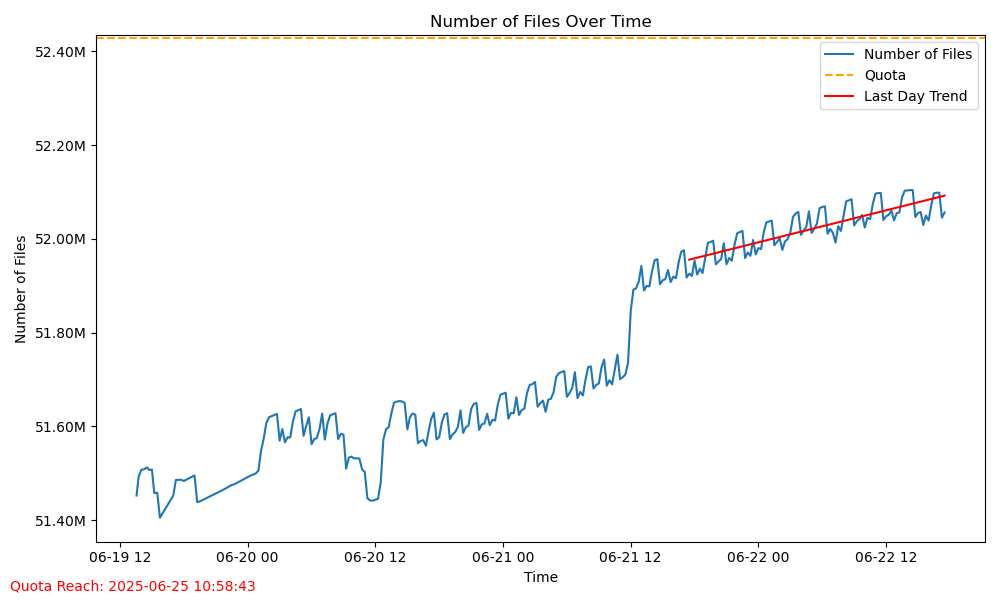 Number of Files Over Time
Number of Files
Quota
Last Day Trend
52.40M
52.20M
52.00M
51.80M
51.60M
51.40M
Number of Files
06-19 12
06-20 00
06-20 12
06-21 00
06-21 12
06-22 00
06-22 12
Time
Quota Reach: 2025-06-25 10:58:43